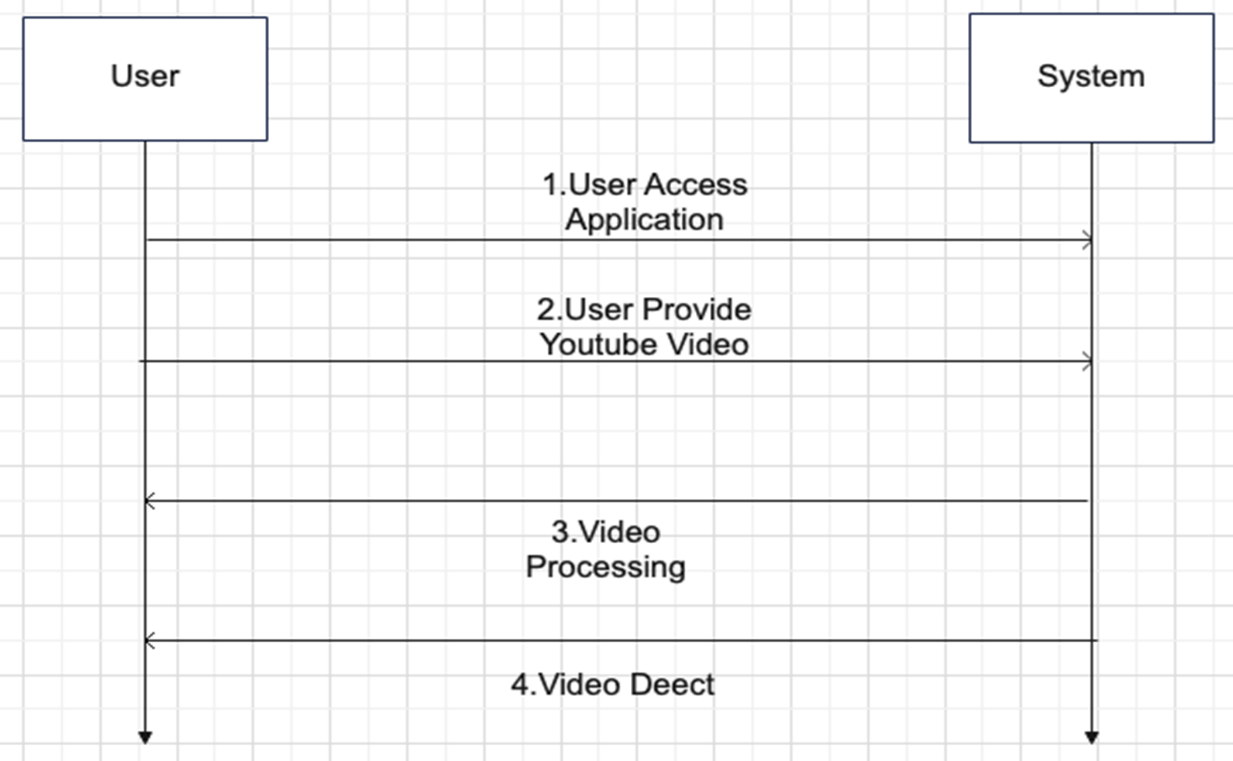 User
System
1.User Access
Application
2.User Provide
Youtube Video
3.Video
Processing
4.Video Deect